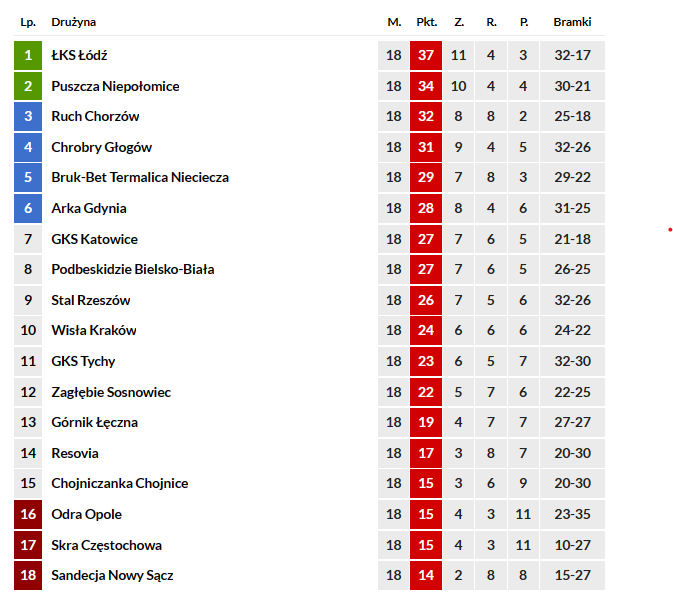 Lp. Drużyna M. Pkt. Z. R. P. Bramki
1 ŁKS Łódź 18 37 11 4 3 32-17
2 Puszcza Niepołomice 18 34 10 4 4 30-21
3 Ruch Chorzów 18 32 8 8 2 25-18
4 Chrobry Głogów 18 31 9 4 5 32-26
5 Bruk-Bet Termalica Nieciecza 18 29 7 8 3 29-22
6 Arka Gdynia 18 28 8 4 6 31-25
7 GKS Katowice 18 27 7 6 5 21-18
8 Podbeskidzie Bielsko-Biała 18 27 7 6 5 26-25
9 Stal Rzeszów 18 26 7 5 6 32-26
10 Wisła Kraków 18 24 6 6 6 24-22
11 GKS Tychy 18 23 6 5 7 32-30
12 Zagłębie Sosnowiec 18 22 5 7 6 22-25
13 Górnik Łęczna 18 19 4 7 7 27-27
14 Resovia 18 17 3 8 7 20-30
15 Chojniczanka Chojnice 18 15 3 6 9 20-30
16 Odra Opole 18 15 4 3 11 23-35
17 Skra Częstochowa 18 15 4 3 11 10-27
18 Sandecja Nowy Sącz 18 14 2 8 8 15-27